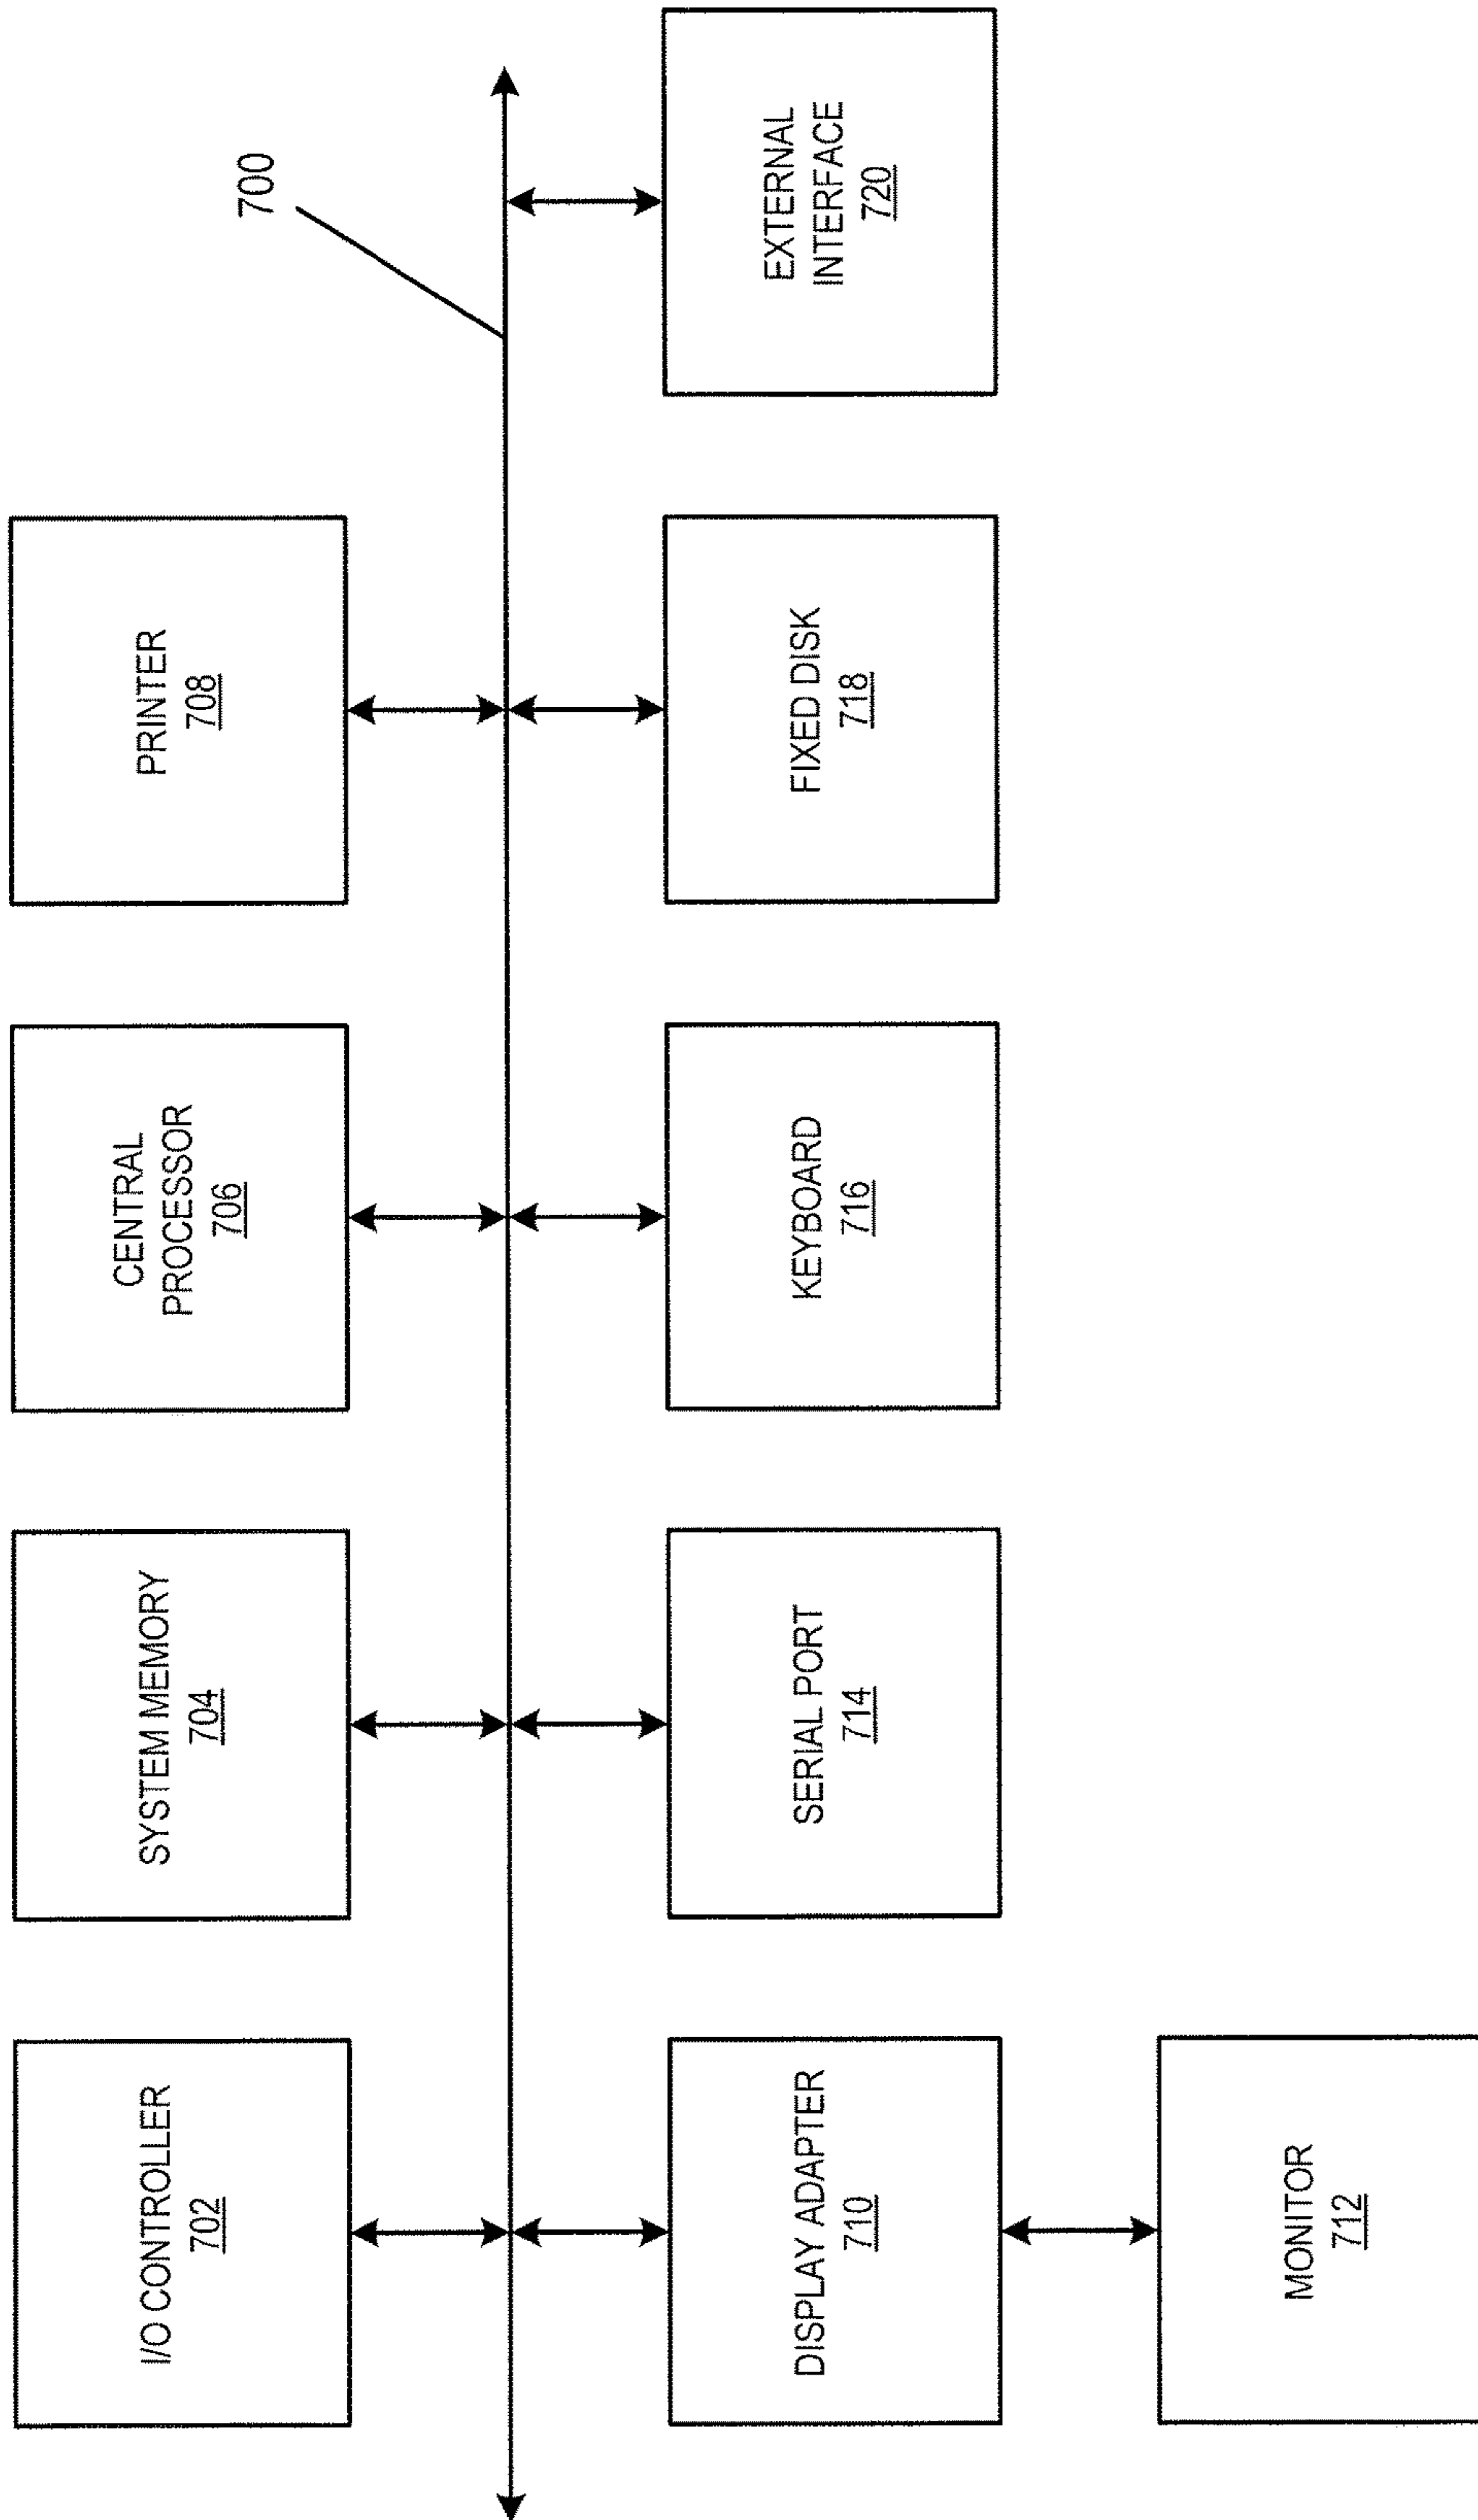 I/O CONTROLLER
702
SYSTEM MEMORY
704
CENTRAL
PROCESSOR
706
PRINTER
708
700
DISPLAY ADAPTER
710
SERIAL PORT
714
KEYBOARD
716
FIXED DISK
718
EXTERNAL
INTERFACE
720
MONITOR
712